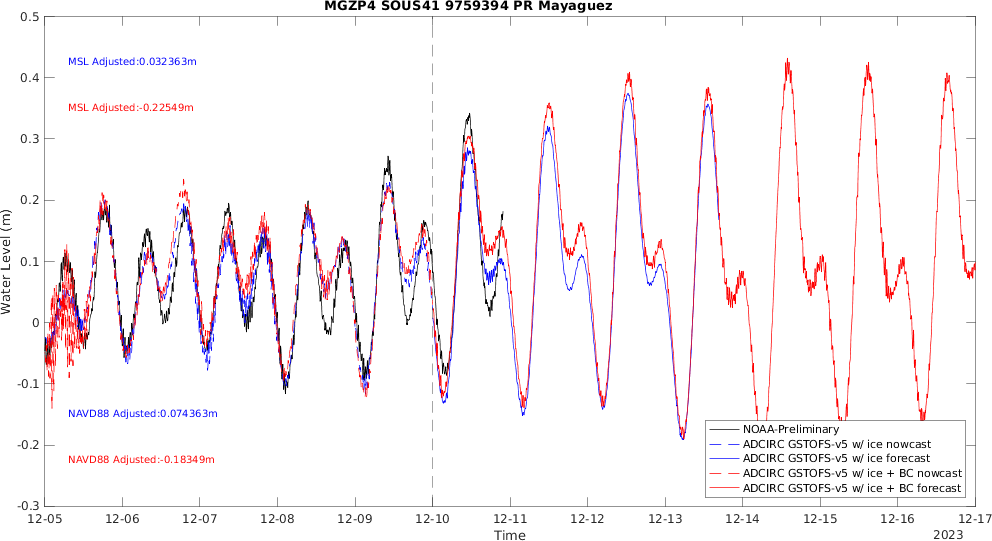 MGZP4 SOUS41 9759394 PR Mayaguez
0.5
0.4
0.3
0.2
0.1
0
-0.1
-0.2
-0.3
Water Level (m)
MSL Adjusted:0.032363m
MSL Adjusted:-0.22549m
NAVD88 Adjusted:0.074363m
NAVD88 Adjusted:-0.18349m
NOAA-Preliminary
ADCIRC GSTOFS-v5 w/ ice nowcast
ADCIRC GSTOFS-v5 w/ ice forecast
ADCIRC GSTOFS-v5 w/ ice + BC nowcast
ADCIRC GSTOFS-v5 w/ ice + BC forecast
12-05 12-06 12-07 12-08 12-09 12-10 12-11 12-12 12-13 12-14 12-15 12-16 12-17
Time
2023